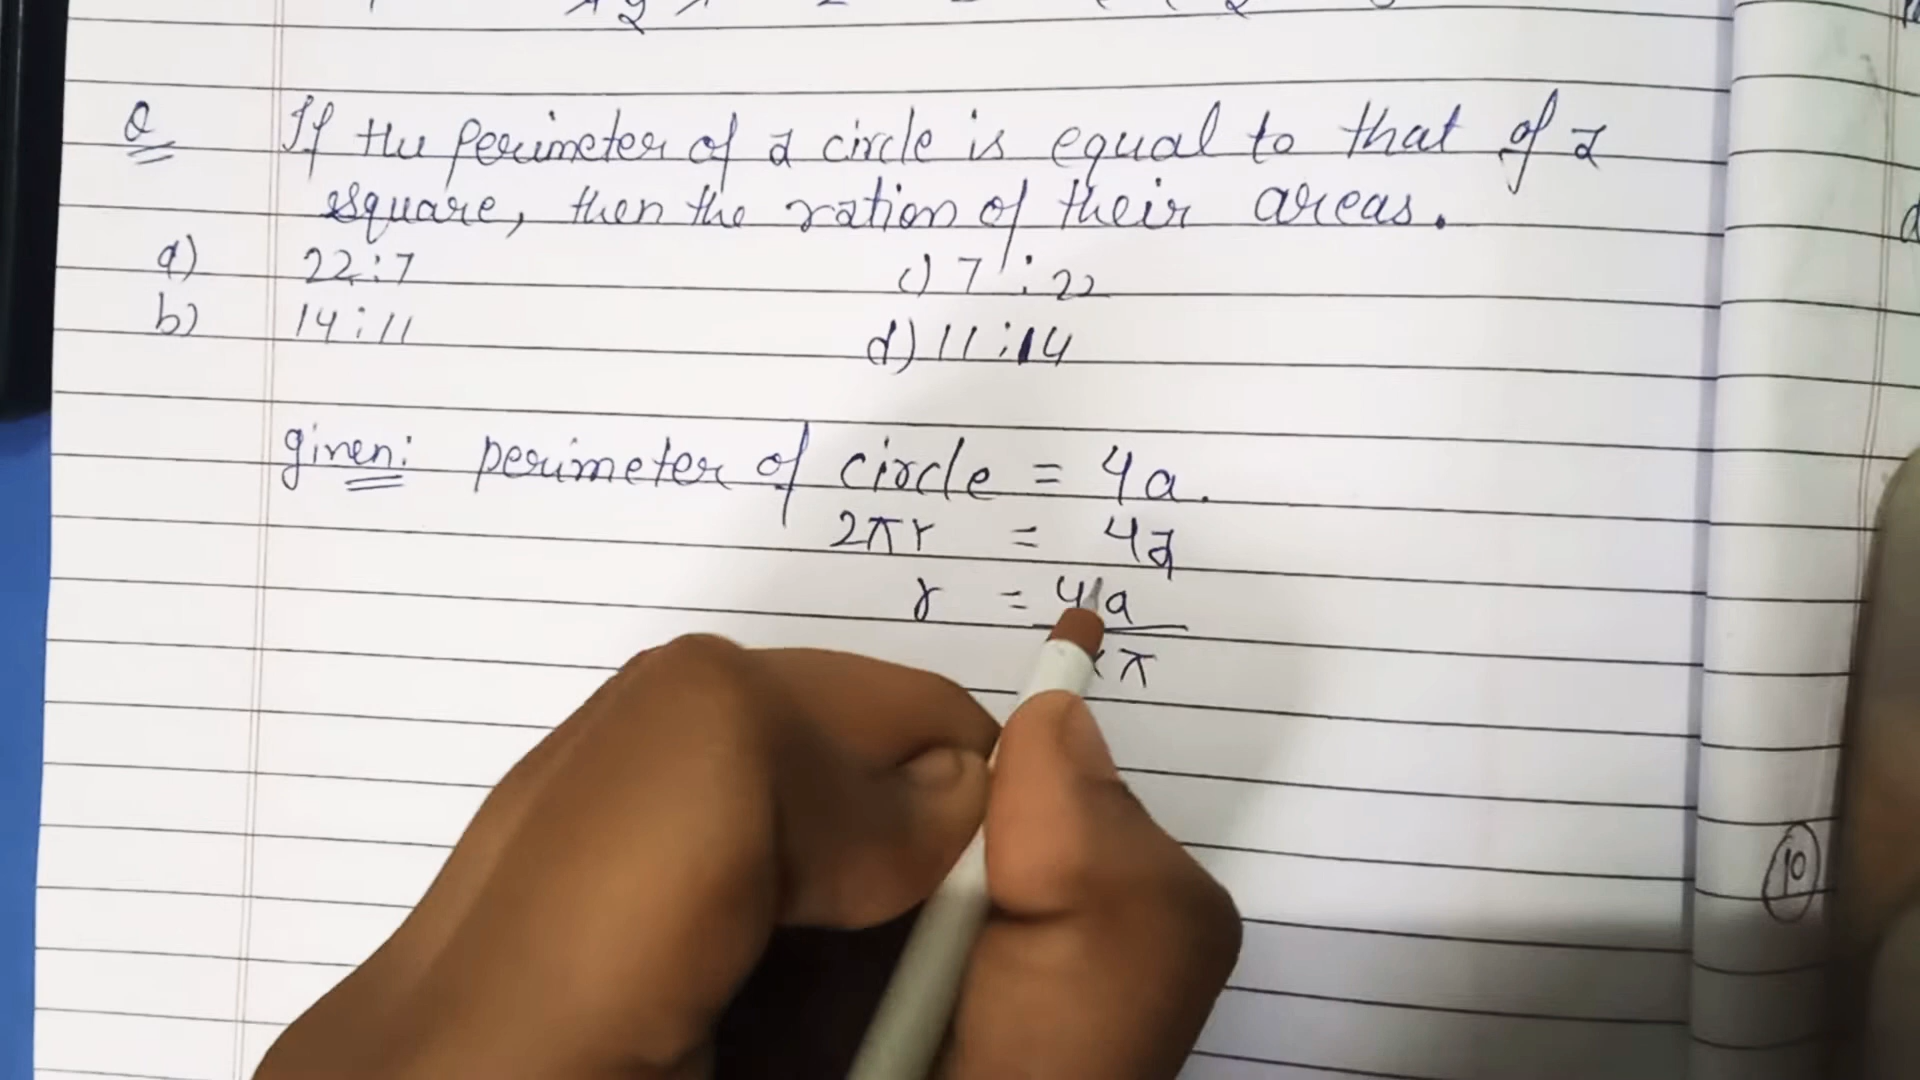 Q If the perimeter of a circle is equal to that of a
square, then the ration of their areas.
a) 22:7 c) 7:22
b) 14:11 d) 11:14
given: perimeter of circle = 4a.
2πr = 4a
r = 4a
π
10